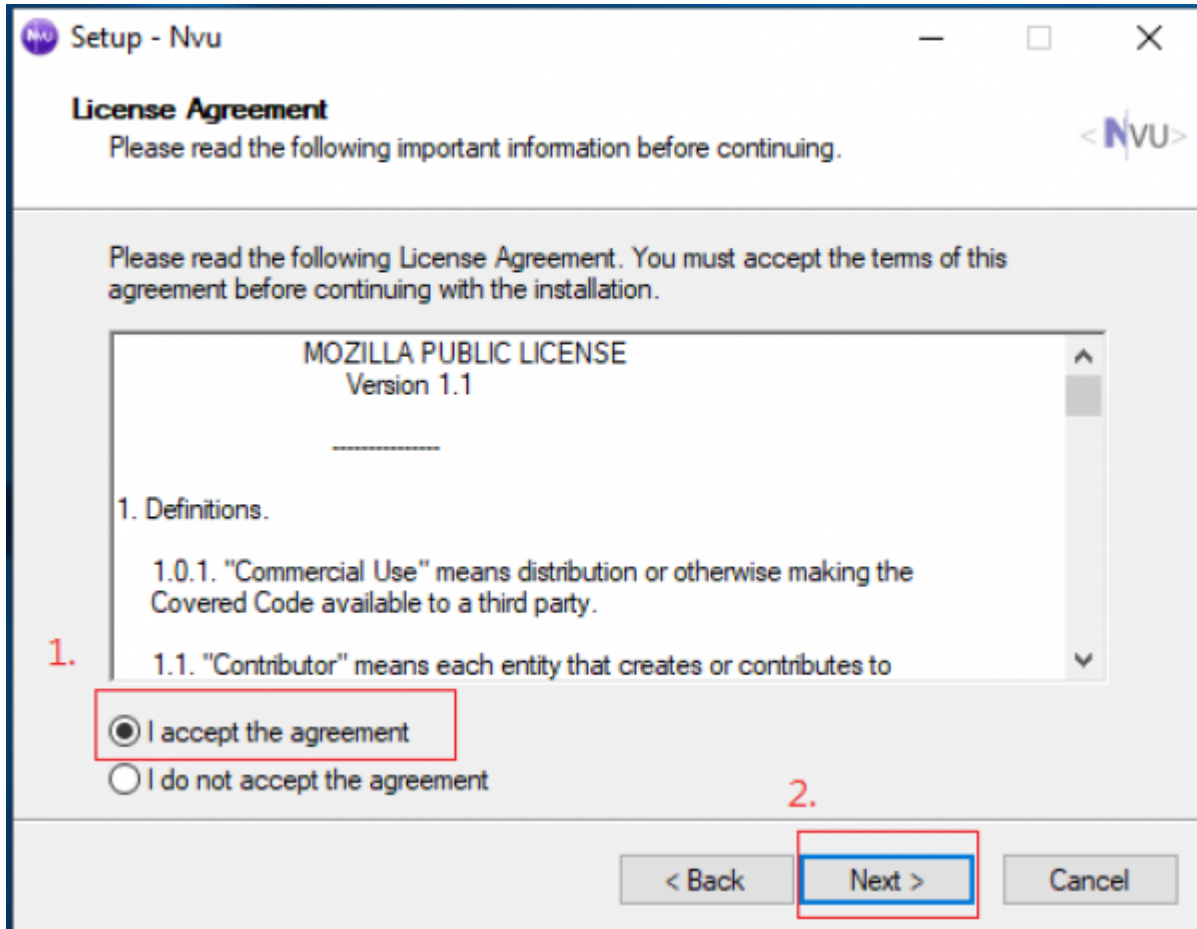 Nvu Setup - Nvu
License Agreement
Please read the following important information before continuing.
< NVU>
Please read the following License Agreement. You must accept the terms of this
agreement before continuing with the installation.
MOZILLA PUBLIC LICENSE
Version 1.1
---------------
1. Definitions.
1.0.1. "Commercial Use" means distribution or otherwise making the
Covered Code available to a third party.
1.1. "Contributor" means each entity that creates or contributes to
1.
I accept the agreement
I do not accept the agreement
2.
< Back Next > Cancel